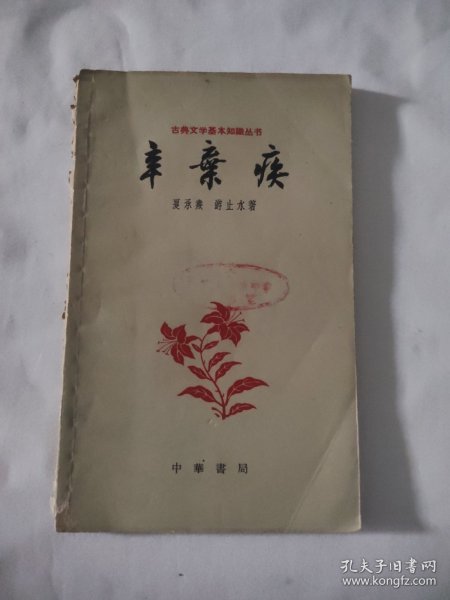 古典文学基本知識丛书
辛棄疾
夏承燾 游止水著
中華書局
孔夫子旧书网
www.kongfz.com